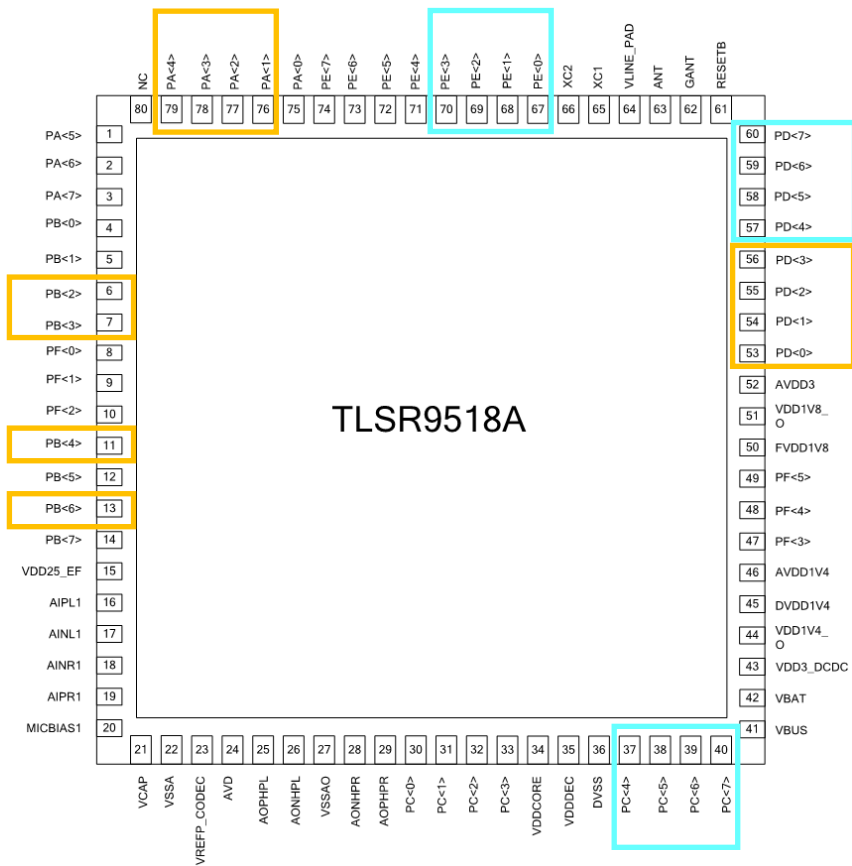 NC
PA<4>
PA<3>
PA<2>
PA<1>
PA<0>
PE<7>
PE<6>
PE<5>
PE<4>
PE<3>
PE<2>
PE<1>
PE<0>
XC2
XC1
VLINE_PAD
ANT
GANT
RESETB
80 79 78 77 76 75 74 73 72 71 70 69 68 67 66 65 64 63 62 61
PA<5> 1
PA<6> 2
PA<7> 3
PB<0> 4
PB<1> 5
PB<2> 6
PB<3> 7
PF<0> 8
PF<1> 9
PF<2> 10
PB<4> 11
PB<5> 12
PB<6> 13
PB<7> 14
VDD25_EF 15
AIPL1 16
AINL1 17
AINR1 18
AIPR1 19
MICBIAS1 20
TLSR9518A
60 PD<7>
59 PD<6>
58 PD<5>
57 PD<4>
56 PD<3>
55 PD<2>
54 PD<1>
53 PD<0>
52 AVDD3
51 VDD1V8_
O
50 FVDD1V8
49 PF<5>
48 PF<4>
47 PF<3>
46 AVDD1V4
45 DVDD1V4
44 VDD1V4_
O
43 VDD3_DCDC
42 VBAT
41 VBUS
21 22 23 24 25 26 27 28 29 30 31 32 33 34 35 36 37 38 39 40
VCAP
VSSA
VREFP_CODEC
AVD
AOPHPL
AONHPL
VSSAO
AONHPR
AOPHPR
PC<0>
PC<1>
PC<2>
PC<3>
VDDCORE
VDDDEC
DVSS
PC<4>
PC<5>
PC<6>
PC<7>